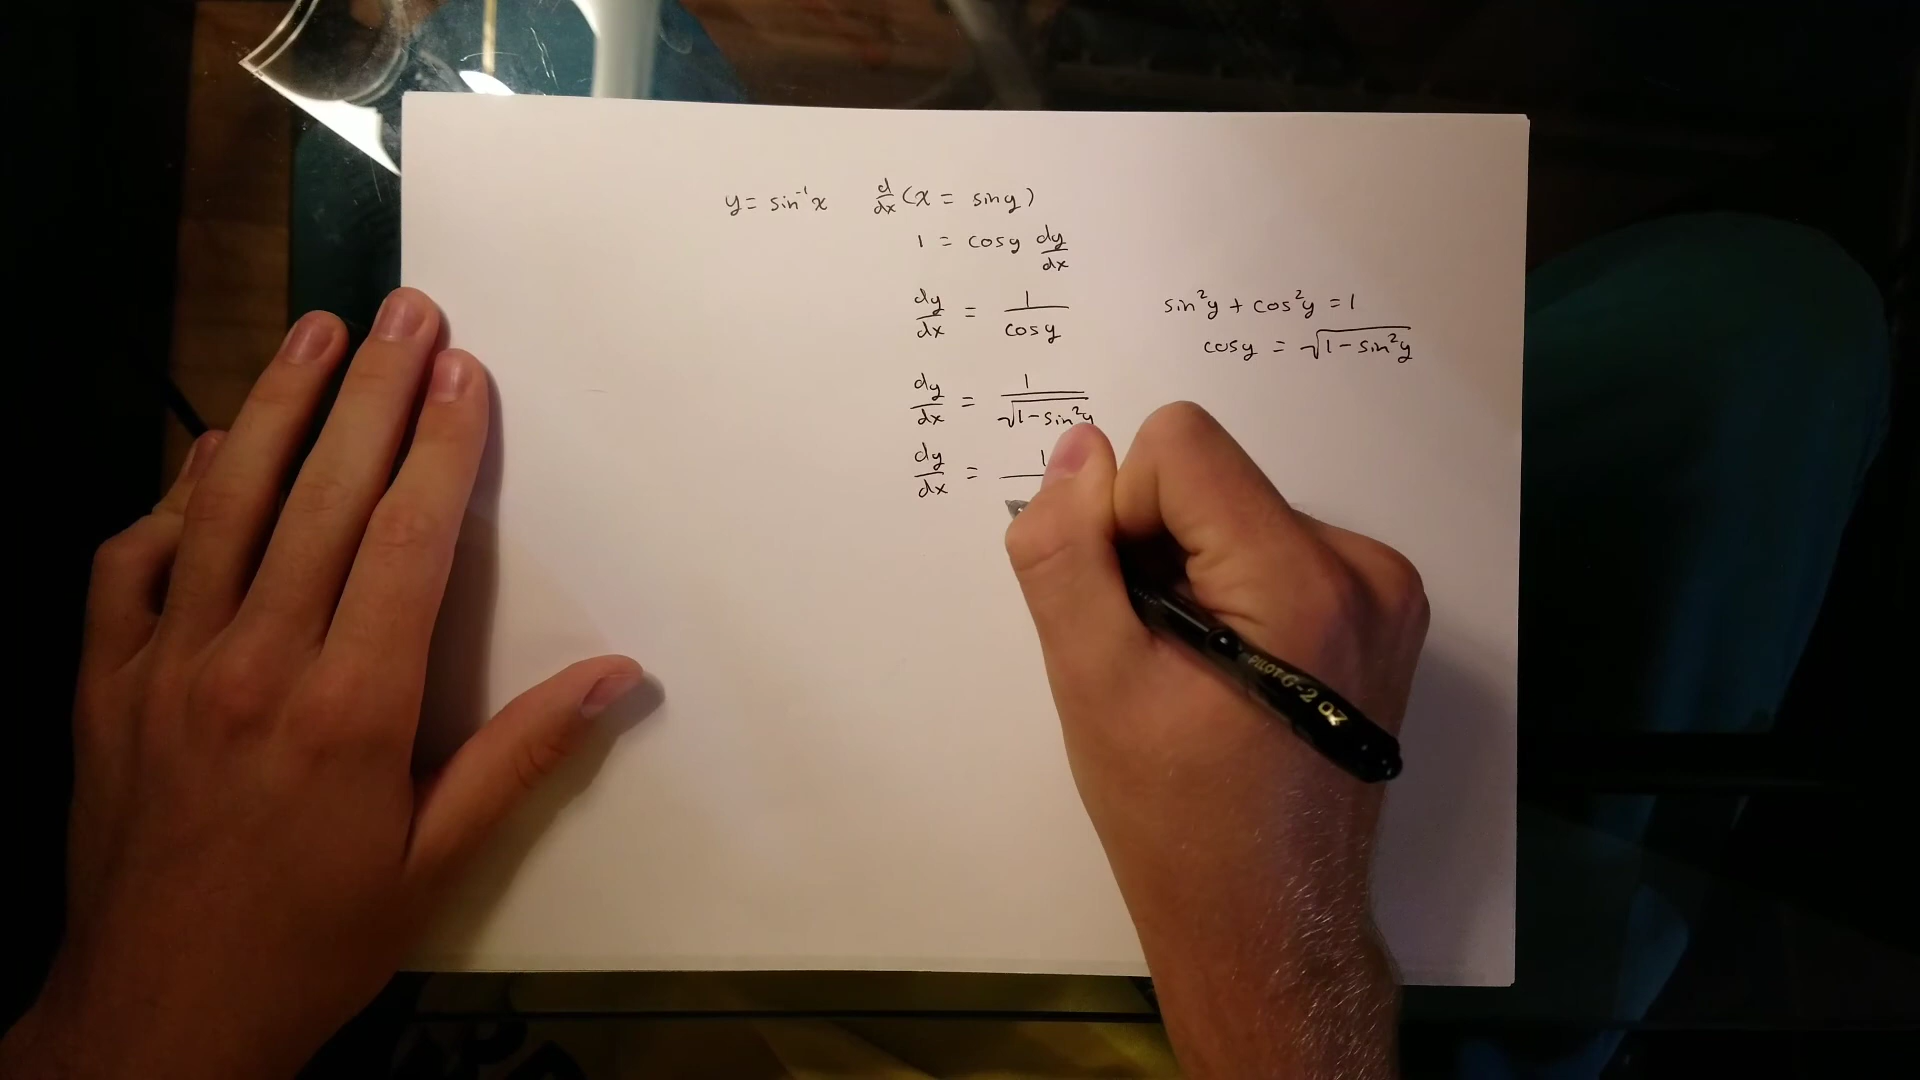 y = sin⁻¹x    d/dx (x = sin y)
1 = cos y dy/dx
dy/dx = 1/cos y
sin²y + cos²y = 1
cos y = √(1 - sin²y)
dy/dx = 1/√(1 - sin²y)
dy/dx = 1
PILOT G-2 07